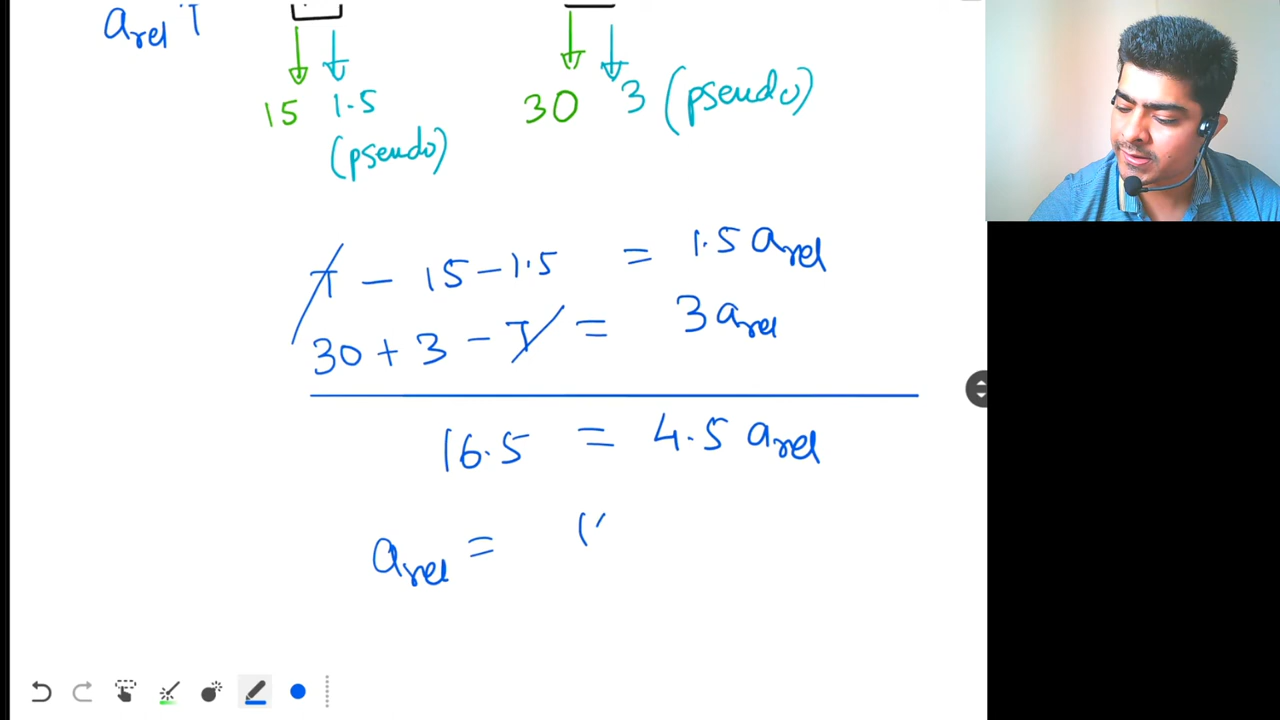 a_rel T
15 1.5 30 3 (pseudo)
(pseudo)
T - 15 - 1.5 = 1.5 a_rel
30 + 3 - T = 3 a_rel
16.5 = 4.5 a_rel
a_rel =